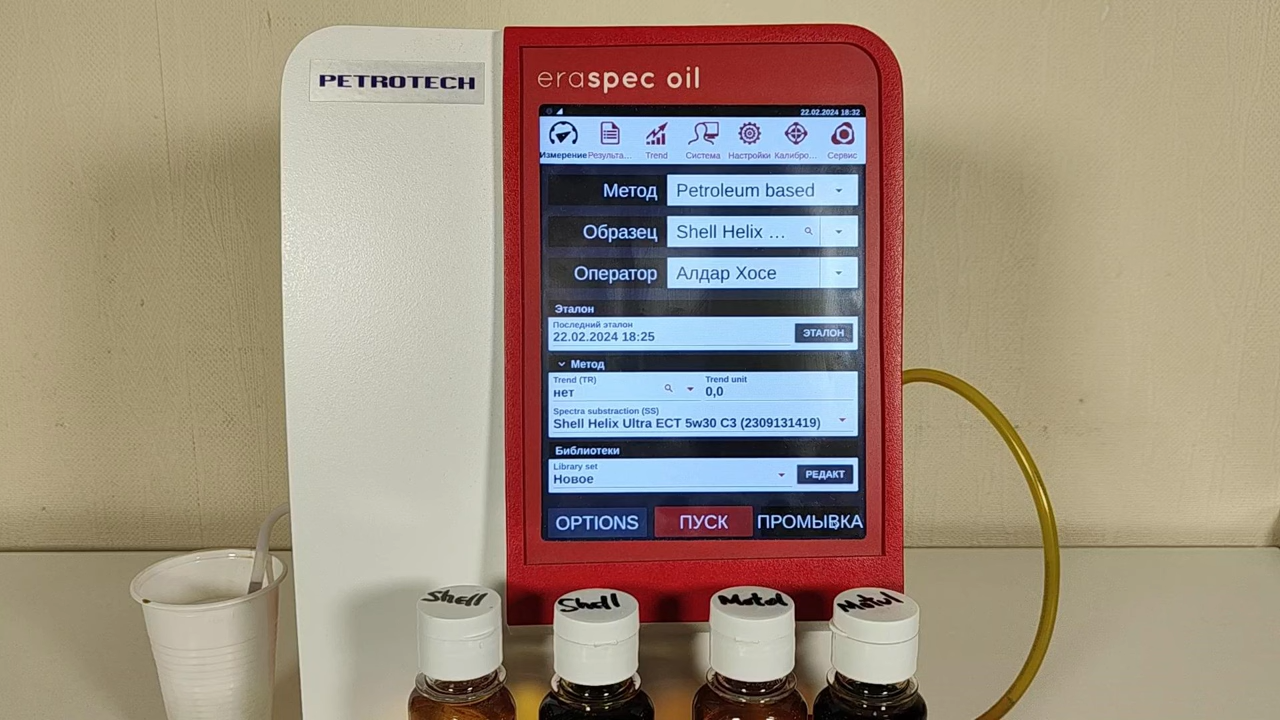 PETROTECH
eraspec oil
22.02.2024 18:32
Измерение Результа... Trend Система Настройки Калибро... Сервис
Метод Petroleum based
Образец Shell Helix ...
Оператор Алдар Хосе
Эталон
Последний эталон
22.02.2024 18:25 ЭТАЛОН
Метод
Trend (TR) Trend unit
нет 0,0
Spectra substraction (SS)
Shell Helix Ultra ECT 5w30 C3 (2309131419)
Библиотеки
Library set
Новое РЕДАКТ
OPTIONS ПУСК ПРОМЫВКА
Shell Shell Motul Motul